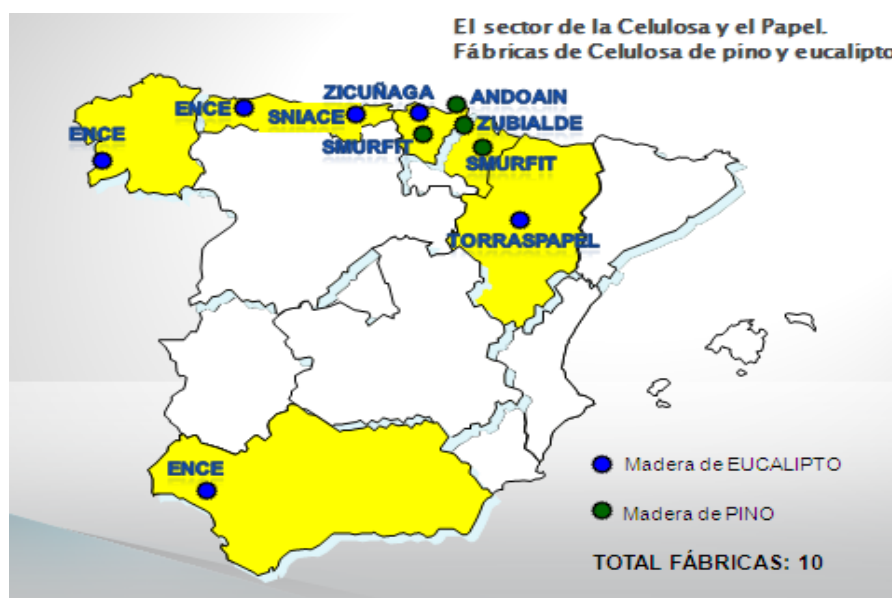 El sector de la Celulosa y el Papel.
Fábricas de Celulosa de pino y eucalipto
ZICUÑAGA
ANDOAIN
ENCE
SNIACE
ZUBIALDE
ENCE
SMURFIT
SMURFIT
TORRASPAPEL
ENCE
Madera de EUCALIPTO
Madera de PINO
TOTAL FÁBRICAS: 10